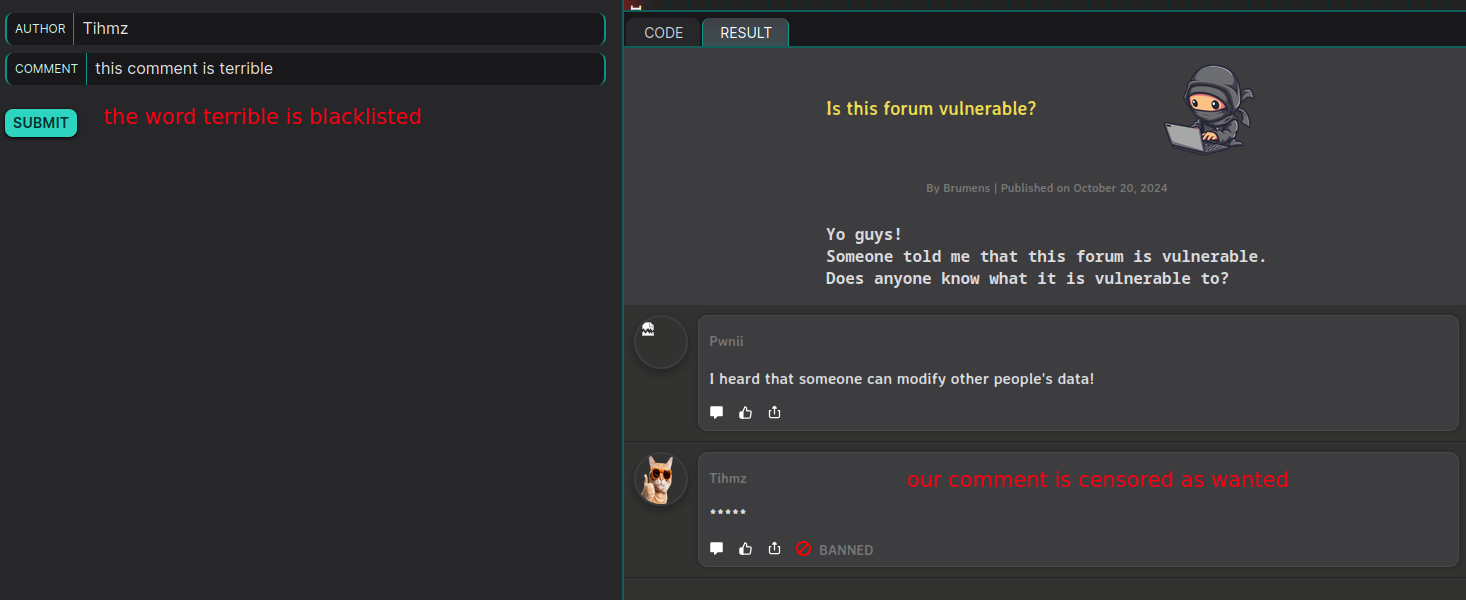 AUTHOR Tihmz
COMMENT this comment is terrible
SUBMIT the word terrible is blacklisted
CODE RESULT
Is this forum vulnerable?
By Brumens | Published on October 20, 2024
Yo guys!
Someone told me that this forum is vulnerable.
Does anyone know what it is vulnerable to?
Pwnii
I heard that someone can modify other people's data!
Tihmz our comment is censored as wanted
*****
BANNED